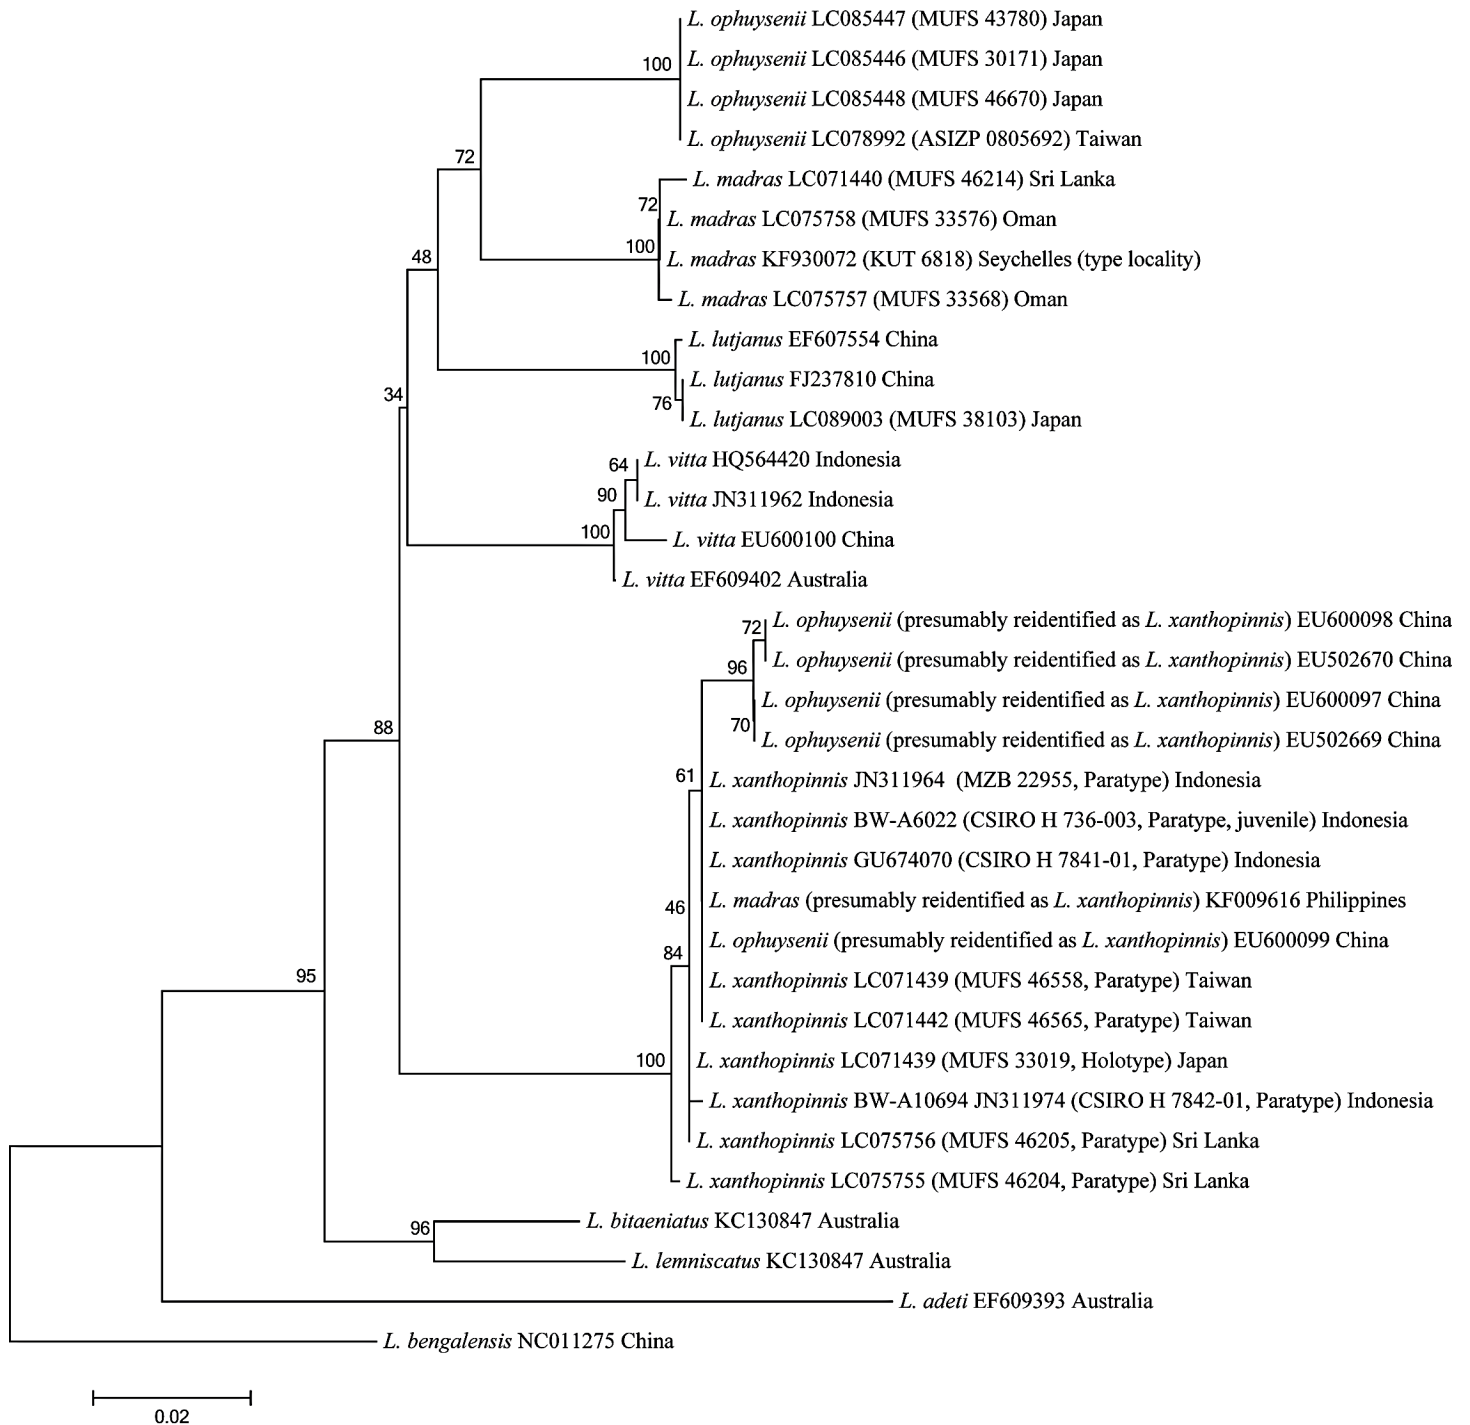 L. ophuysenii LC085447 (MUFS 43780) Japan
L. ophuysenii LC085446 (MUFS 30171) Japan
100
L. ophuysenii LC085448 (MUFS 46670) Japan
L. ophuysenii LC078992 (ASIZP 0805692) Taiwan
72
L. madras LC071440 (MUFS 46214) Sri Lanka
72
L. madras LC075758 (MUFS 33576) Oman
100
L. madras KF930072 (KUT 6818) Seychelles (type locality)
48
L. madras LC075757 (MUFS 33568) Oman
L. lutjanus EF607554 China
100
L. lutjanus FJ237810 China
34
76
L. lutjanus LC089003 (MUFS 38103) Japan
L. vitta HQ564420 Indonesia
64
90
L. vitta JN311962 Indonesia
100
L. vitta EU600100 China
L. vitta EF609402 Australia
L. ophuysenii (presumably reidentified as L. xanthopinnis) EU600098 China
72
L. ophuysenii (presumably reidentified as L. xanthopinnis) EU502670 China
96
L. ophuysenii (presumably reidentified as L. xanthopinnis) EU600097 China
70
88
L. ophuysenii (presumably reidentified as L. xanthopinnis) EU502669 China
61
L. xanthopinnis JN311964 (MZB 22955, Paratype) Indonesia
L. xanthopinnis BW-A6022 (CSIRO H 736-003, Paratype, juvenile) Indonesia
L. xanthopinnis GU674070 (CSIRO H 7841-01, Paratype) Indonesia
46
L. madras (presumably reidentified as L. xanthopinnis) KF009616 Philippines
L. ophuysenii (presumably reidentified as L. xanthopinnis) EU600099 China
84
95
L. xanthopinnis LC071439 (MUFS 46558, Paratype) Taiwan
L. xanthopinnis LC071442 (MUFS 46565, Paratype) Taiwan
100
L. xanthopinnis LC071439 (MUFS 33019, Holotype) Japan
L. xanthopinnis BW-A10694 JN311974 (CSIRO H 7842-01, Paratype) Indonesia
L. xanthopinnis LC075756 (MUFS 46205, Paratype) Sri Lanka
L. xanthopinnis LC075755 (MUFS 46204, Paratype) Sri Lanka
96
L. bitaeniatus KC130847 Australia
L. lemniscatus KC130847 Australia
L. adeti EF609393 Australia
L. bengalensis NC011275 China
0.02